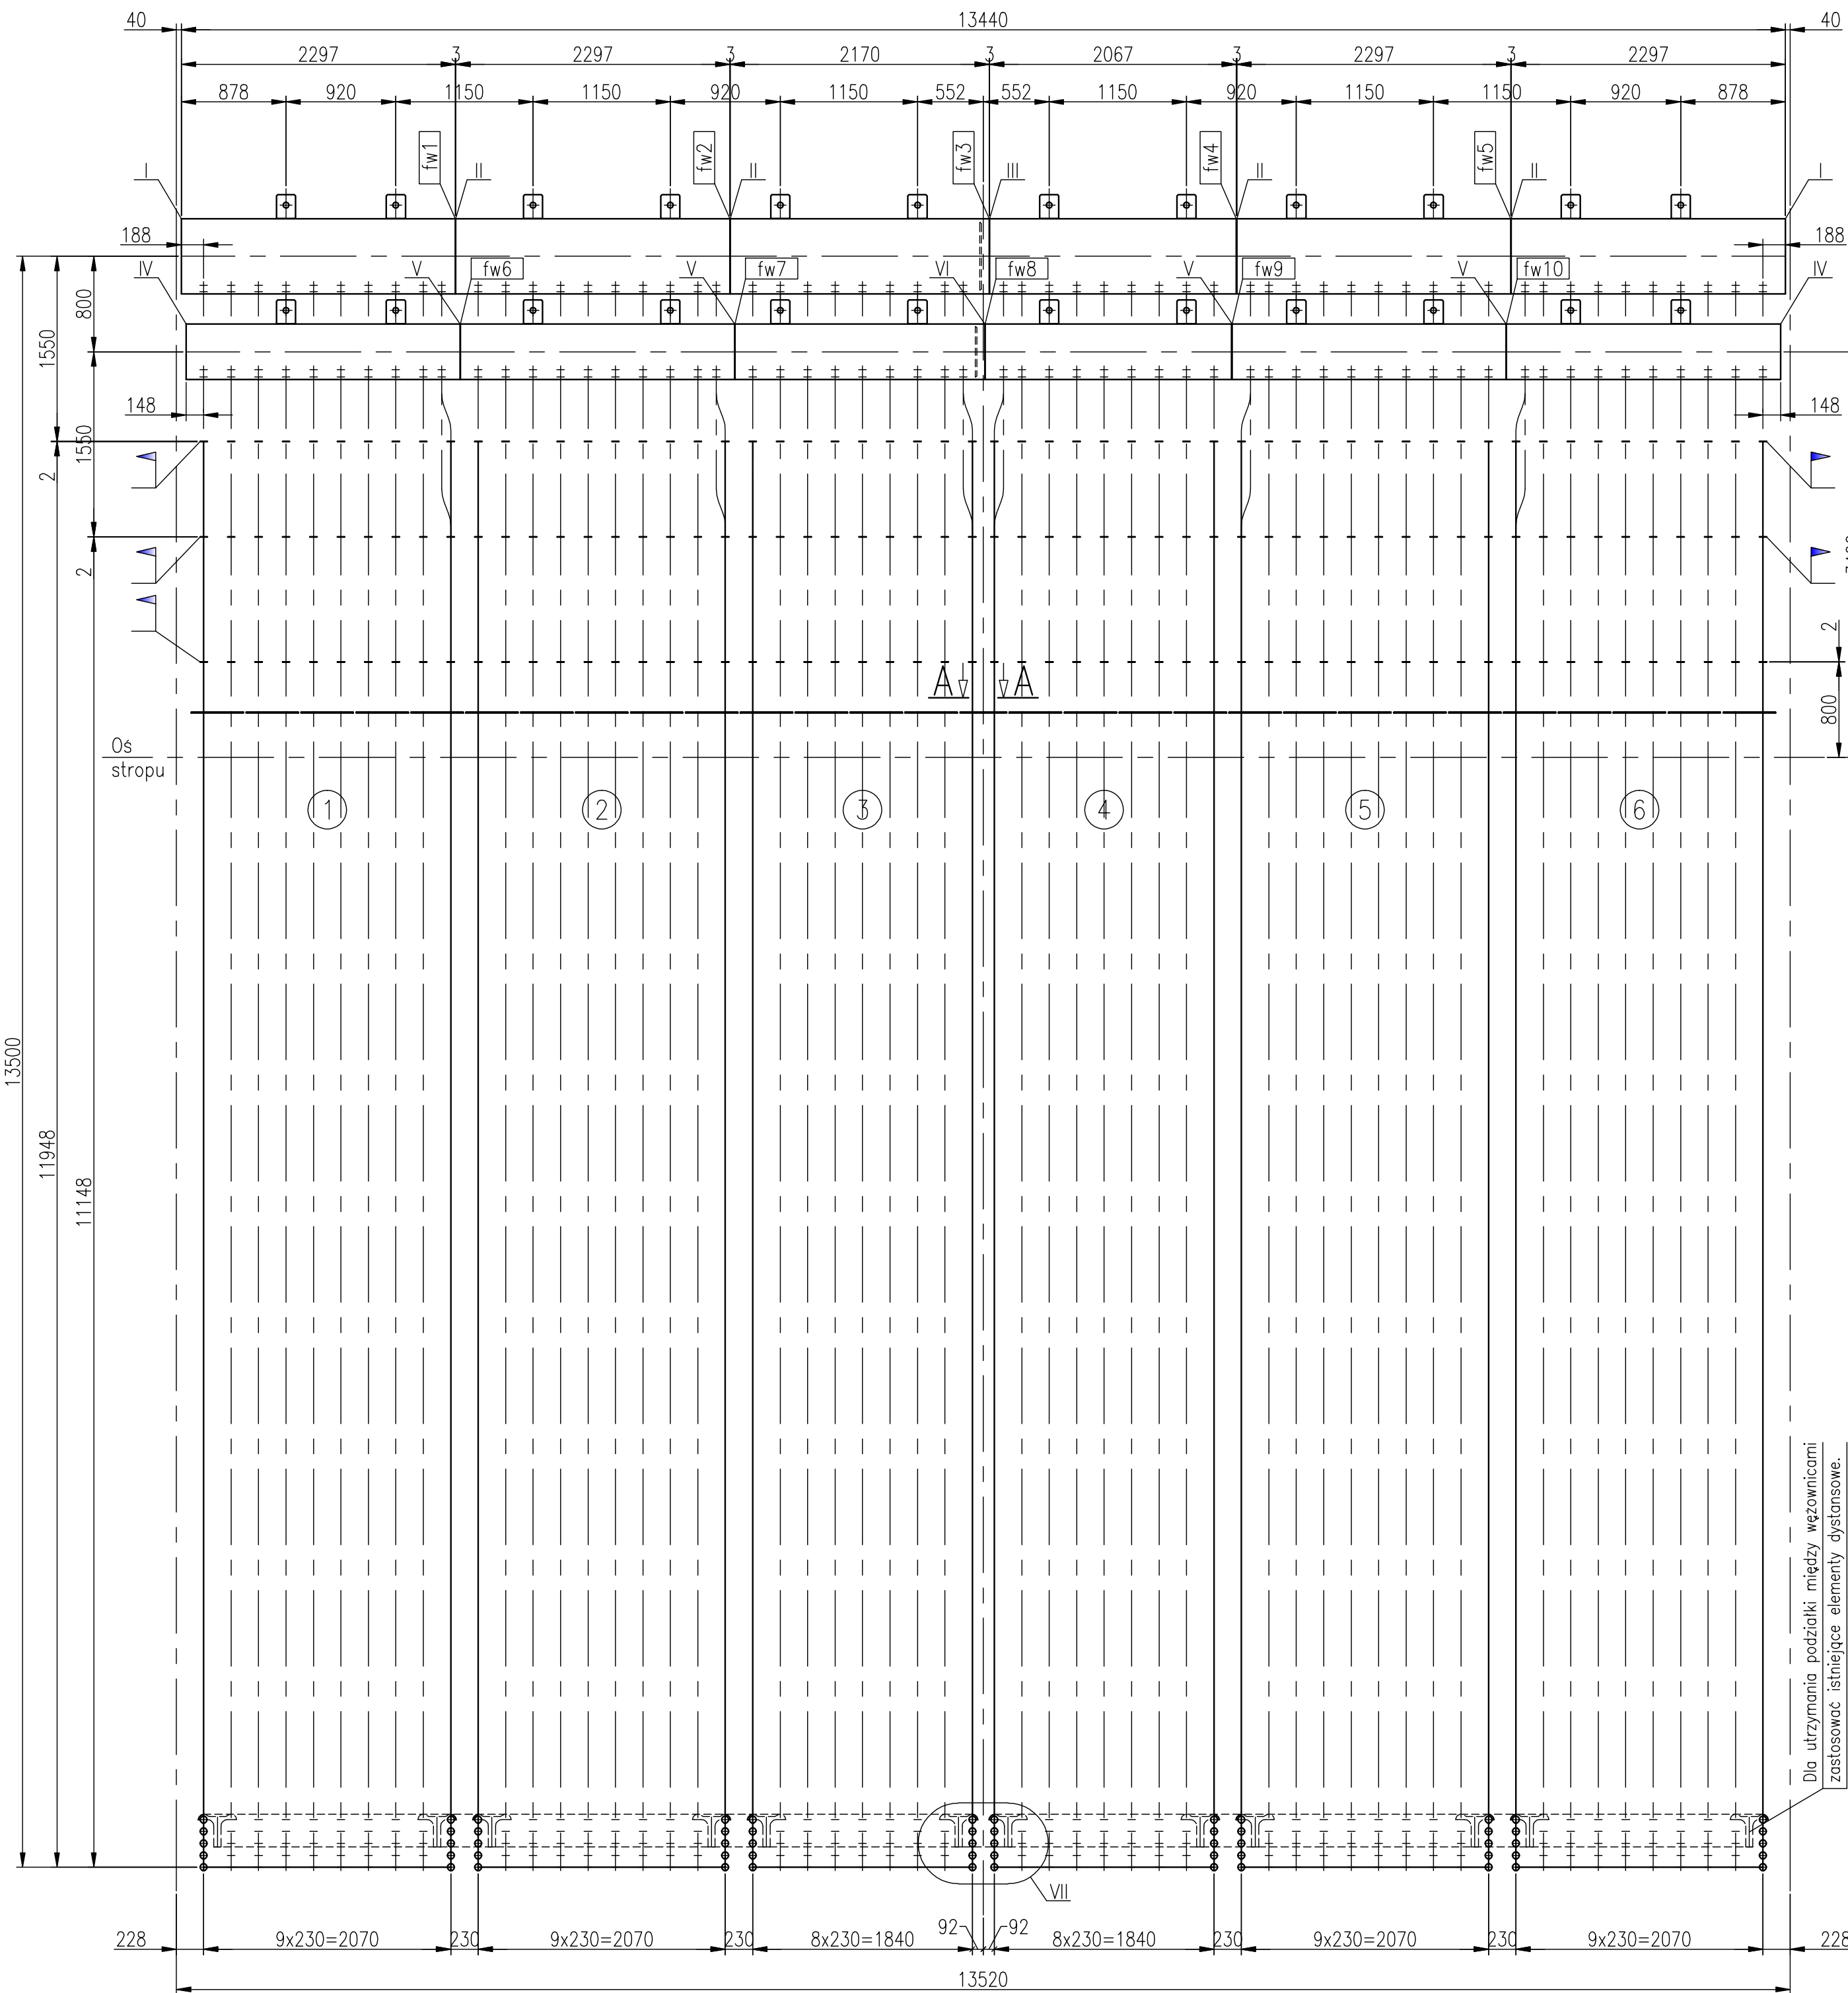 40 13440 40
2297 3 2297 3 2170 3 2067 3 2297 3 2297
878 920 1150 1150 920 1150 552 552 1150 920 1150 1150 920 878
fw1 fw2 fw3 fw4 fw5
I II II III II II I
188 188
IV V fw6 V fw7 VI fw8 V fw9 V fw10 IV
800
1550
148 148
1550
2
2
2
A A
800
Oś
stropu
1 2 3 4 5 6
13500
11948
11148
Dla utrzymania podziałki między wężownicami
zastosować istniejące elementy dystansowe.
VII
228 9x230=2070 230 9x230=2070 230 8x230=1840 92 92 8x230=1840 230 9x230=2070 230 9x230=2070 228
13520